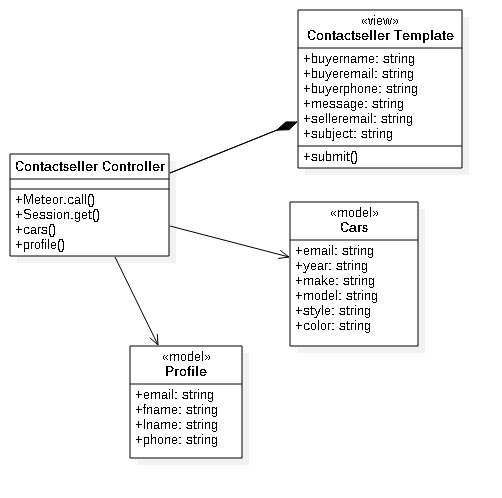 «view»
Contactseller Template
+buyername: string
+buyeremail: string
+buyerphone: string
+message: string
+selleremail: string
+subject: string
+submit()
Contactseller Controller
+Meteor.call()
+Session.get()
+cars()
+profile()
«model»
Cars
+email: string
+year: string
+make: string
+model: string
+style: string
+color: string
«model»
Profile
+email: string
+fname: string
+lname: string
+phone: string